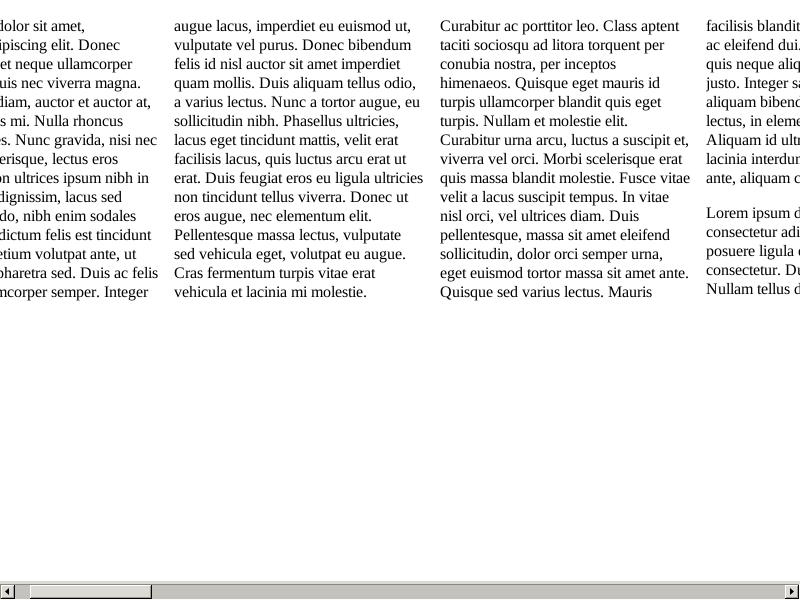 dolor sit amet,
ipiscing elit. Donec
et neque ullamcorper
uis nec viverra magna.
diam, auctor et auctor at,
s mi. Nulla rhoncus
es. Nunc gravida, nisi nec
erisque, lectus eros
n ultrices ipsum nibh in
dignissim, lacus sed
do, nibh enim sodales
dictum felis est tincidunt
etium volutpat ante, ut
pharetra sed. Duis ac felis
mcorper semper. Integer
augue lacus, imperdiet eu euismod ut,
vulputate vel purus. Donec bibendum
felis id nisl auctor sit amet imperdiet
quam mollis. Duis aliquam tellus odio,
a varius lectus. Nunc a tortor augue, eu
sollicitudin nibh. Phasellus ultricies,
lacus eget tincidunt mattis, velit erat
facilisis lacus, quis luctus arcu erat ut
erat. Duis feugiat eros eu ligula ultricies
non tincidunt tellus viverra. Donec ut
eros augue, nec elementum elit.
Pellentesque massa lectus, vulputate
sed vehicula eget, volutpat eu augue.
Cras fermentum turpis vitae erat
vehicula et lacinia mi molestie.
Curabitur ac porttitor leo. Class aptent
taciti sociosqu ad litora torquent per
conubia nostra, per inceptos
himenaeos. Quisque eget mauris id
turpis ullamcorper blandit quis eget
turpis. Nullam et molestie elit.
Curabitur urna arcu, luctus a suscipit et,
viverra vel orci. Morbi scelerisque erat
quis massa blandit molestie. Fusce vitae
velit a lacus suscipit tempus. In vitae
nisl orci, vel ultrices diam. Duis
pellentesque, massa sit amet eleifend
sollicitudin, dolor orci semper urna,
eget euismod tortor massa sit amet ante.
Quisque sed varius lectus. Mauris
facilisis blandit
ac eleifend dui.
quis neque aliq
justo. Integer sa
aliquam bibend
lectus, in eleme
Aliquam id ultr
lacinia interdum
ante, aliquam c
Lorem ipsum d
consectetur adi
posuere ligula
consectetur. Du
Nullam tellus d